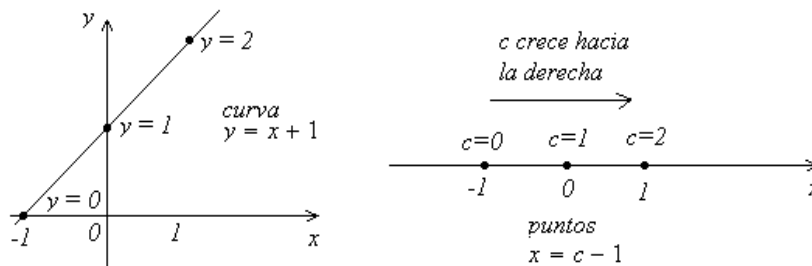 y
y = 2
y = 1
curva
y = x + 1
y = 0
-1
0
1
x
c crece hacia
la derecha
c=0
c=1
c=2
-1
0
1
puntos
x = c − 1